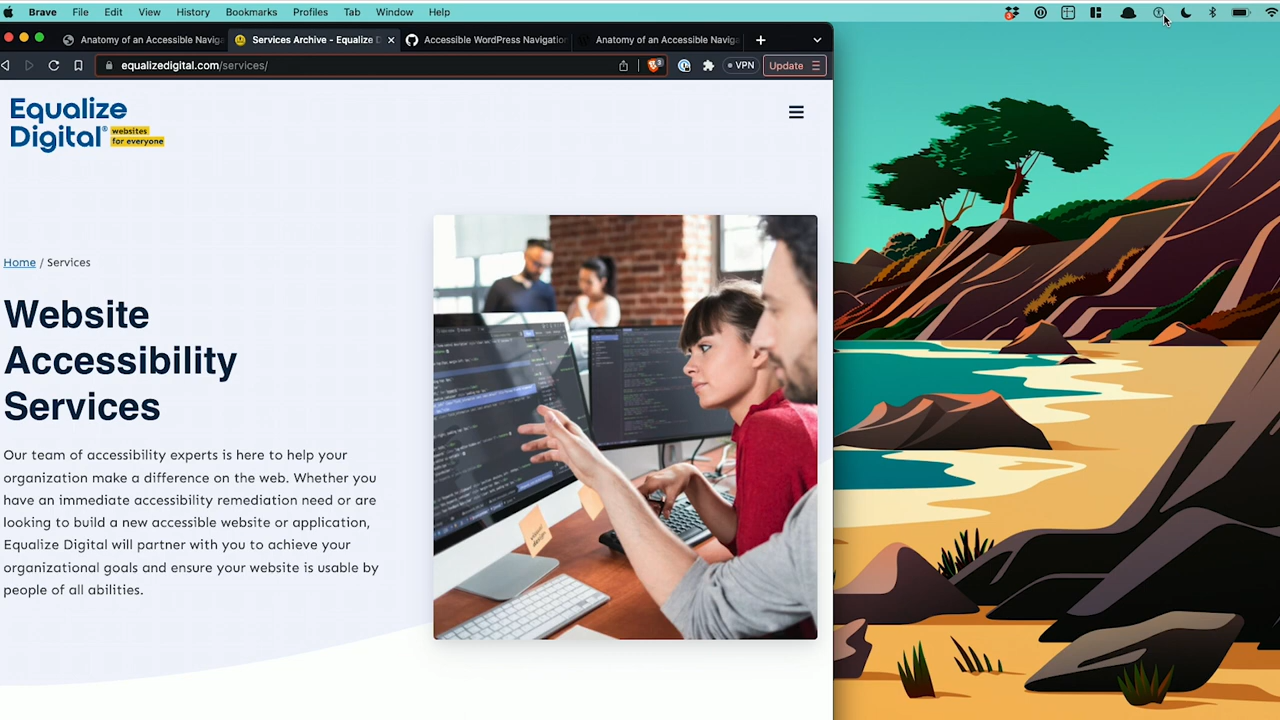 Brave File Edit View History Bookmarks Profiles Tab Window Help
Anatomy of an Accessible Naviga
Services Archive - Equalize D
Accessible WordPress Navigation
Anatomy of an Accessible Naviga
equalizedigital.com/services/
3
VPN
Update
Equalize
Digital®
websites
for everyone
Home / Services
Website
Accessibility
Services
Our team of accessibility experts is here to help your
organization make a difference on the web. Whether you
have an immediate accessibility remediation need or are
looking to build a new accessible website or application,
Equalize Digital will partner with you to achieve your
organizational goals and ensure your website is usable by
people of all abilities.